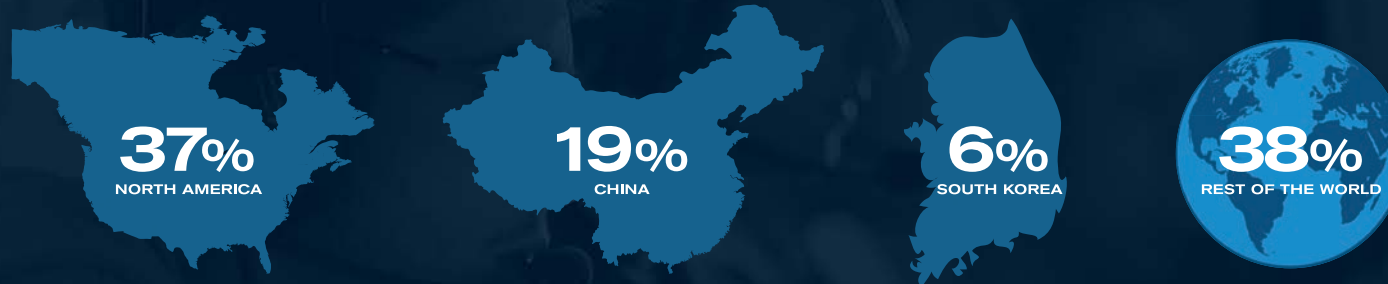 37%
NORTH AMERICA
19%
CHINA
6%
SOUTH KOREA
38%
REST OF THE WORLD